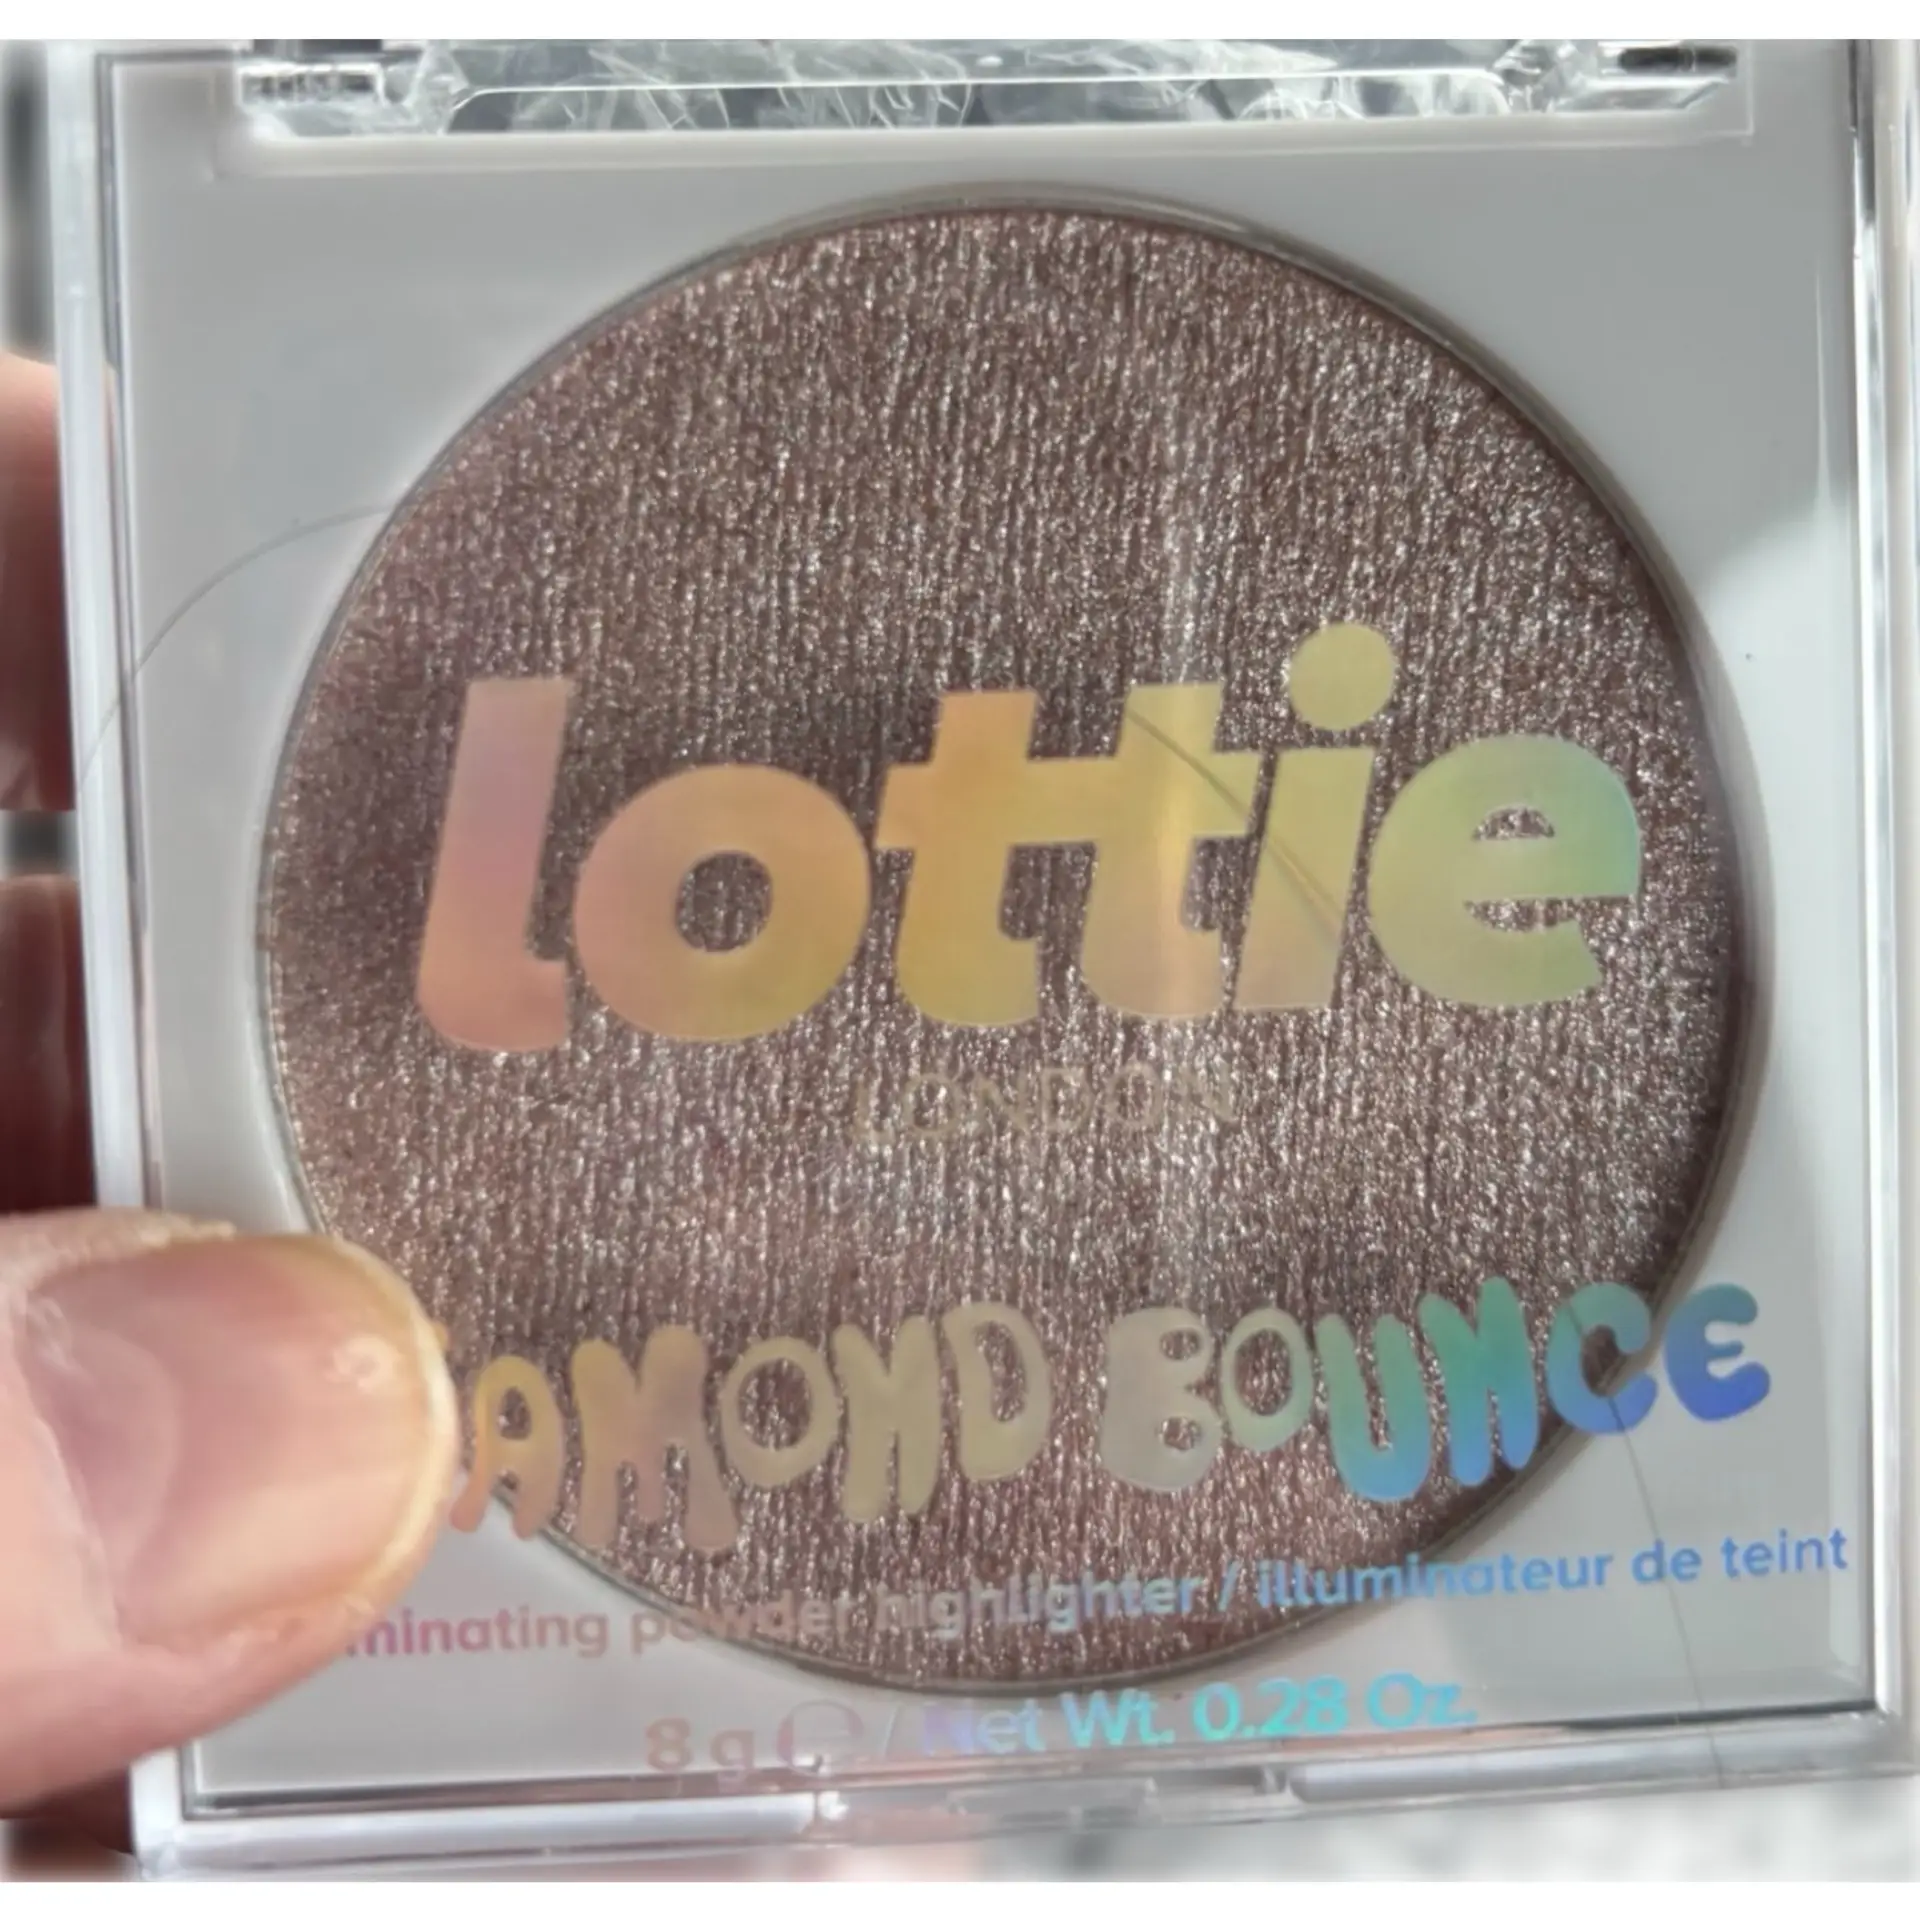 lottie
LONDON
AMOND BOUNCE
minating powder highlighter / illuminateur de teint
8 g ℮ / Net Wt. 0.28 Oz.